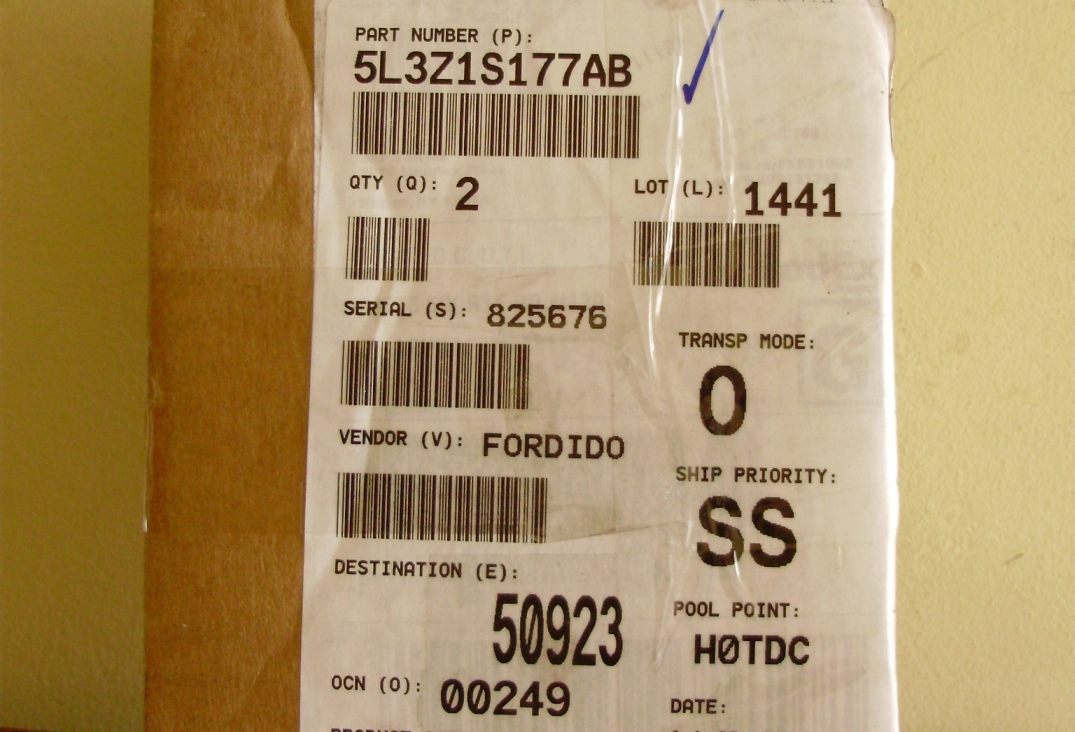 PART NUMBER (P):
5L3Z1S177AB
QTY (Q): 2
LOT (L): 1441
SERIAL (S): 825676
TRANSP MODE:
O
VENDOR (V): FORDIDO
SHIP PRIORITY:
SS
DESTINATION (E):
50923
POOL POINT:
H0TDC
OCN (O): 00249
DATE: